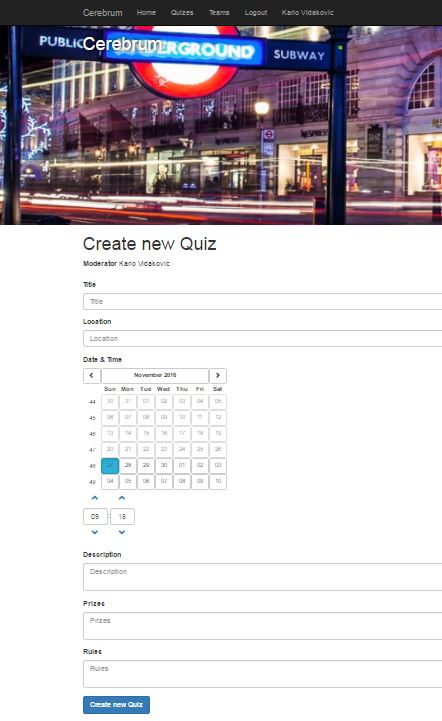 Cerebrum Home Quizes Teams Logout Karlo Vidakovic
PUBLIC UNDERGROUND SUBWAY
Cerebrum
NESPRESSO
Create new Quiz
Moderator Karlo Vidakovic
Title
Title
Location
Location
Date & Time
November 2016
Sun Mon Tue Wed Thu Fri Sat
44 30 31 01 02 03 04 05
45 06 07 08 09 10 11 12
46 13 14 15 16 17 18 19
47 20 21 22 23 24 25 26
48 27 28 29 30 01 02 03
49 04 05 06 07 08 09 10
09 : 18
Description
Description
Prizes
Prizes
Rules
Rules
Create new Quiz